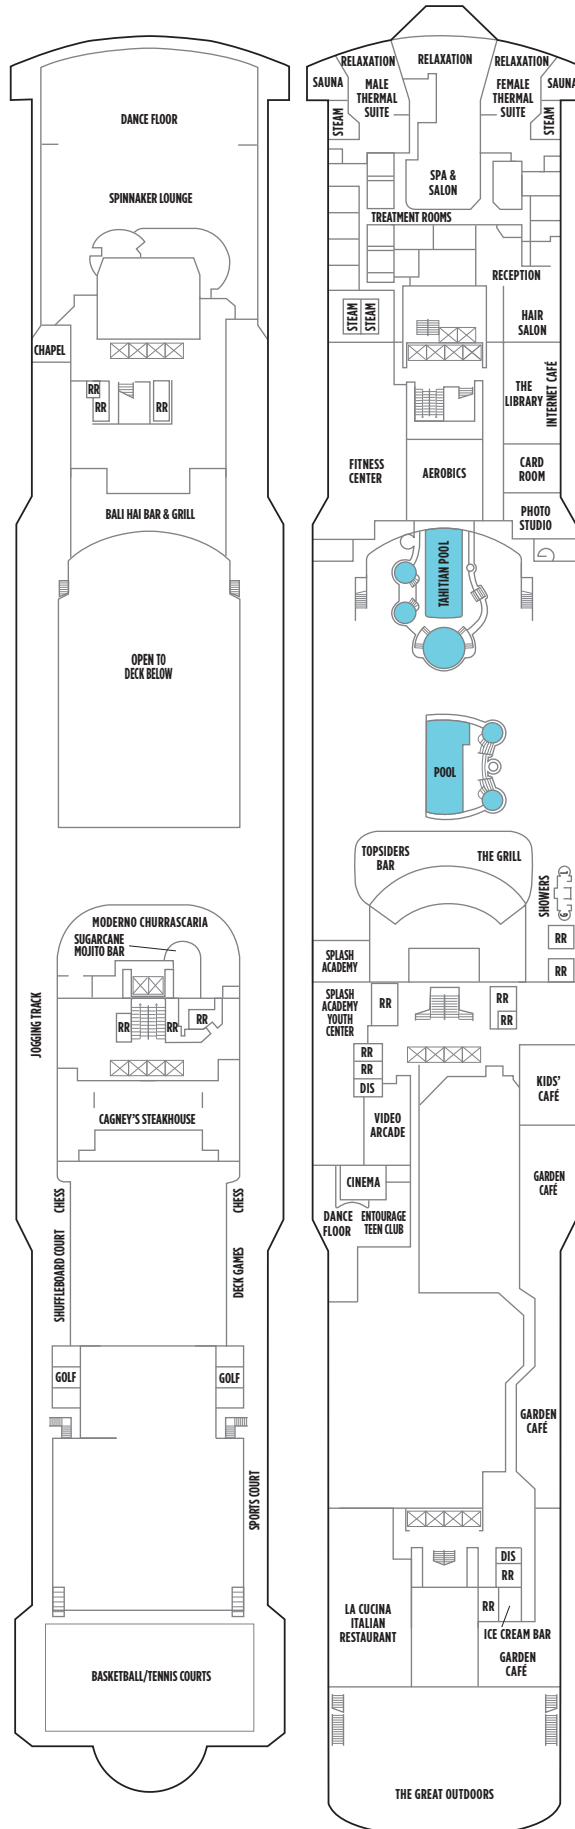 DANCE FLOOR
SPINNAKER LOUNGE
CHAPEL
RR
RR
RR
BALI HAI BAR & GRILL
OPEN TO
DECK BELOW
MODERNO CHURRASCARIA
SUGARCANE
MOJITO BAR
RR
RR
RR
JOGGING TRACK
CAGNEY'S STEAKHOUSE
CHESS
CHESS
SHUFFLEBOARD COURT
DECK GAMES
GOLF
GOLF
SPORTS COURT
BASKETBALL/TENNIS COURTS
RELAXATION
RELAXATION
RELAXATION
SAUNA
MALE
THERMAL
SUITE
FEMALE
THERMAL
SUITE
SAUNA
STEAM
STEAM
SPA &
SALON
TREATMENT ROOMS
RECEPTION
STEAM
STEAM
HAIR
SALON
THE
LIBRARY
INTERNET CAFÉ
FITNESS
CENTER
AEROBICS
CARD
ROOM
PHOTO
STUDIO
TAHITIAN POOL
POOL
TOPSIDERS
BAR
THE GRILL
SHOWERS
L
G
RR
RR
SPLASH
ACADEMY
SPLASH
ACADEMY
YOUTH
CENTER
RR
RR
RR
RR
RR
DIS
KIDS'
CAFÉ
VIDEO
ARCADE
GARDEN
CAFÉ
CINEMA
DANCE
FLOOR
ENTOURAGE
TEEN CLUB
GARDEN
CAFÉ
DIS
RR
RR
LA CUCINA
ITALIAN
RESTAURANT
ICE CREAM BAR
GARDEN
CAFÉ
THE GREAT OUTDOORS